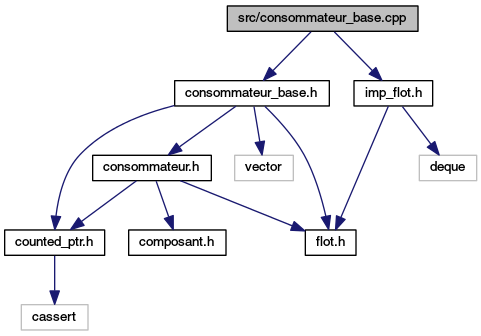 src/consommateur_base.cpp
consommateur_base.h
imp_flot.h
consommateur.h
vector
deque
counted_ptr.h
composant.h
flot.h
cassert